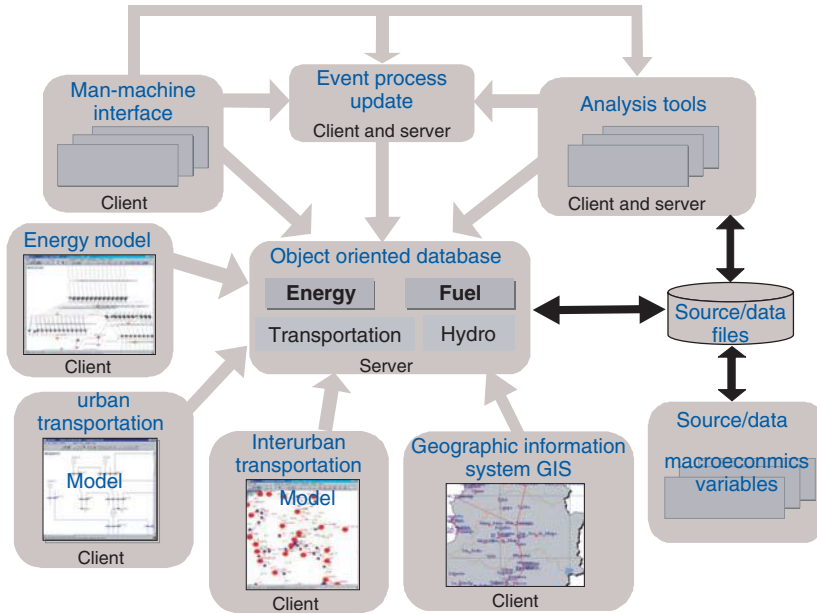 Man-machine
interface
Client
Event process
update
Client and server
Analysis tools
Client and server
Energy model
Client
Object oriented database
Energy
Fuel
Transportation
Hydro
Server
Source/data
files
urban
transportation
Model
Client
Interurban
transportation
Model
Client
Geographic information
system GIS
Client
Source/data
macroeconmics
variables